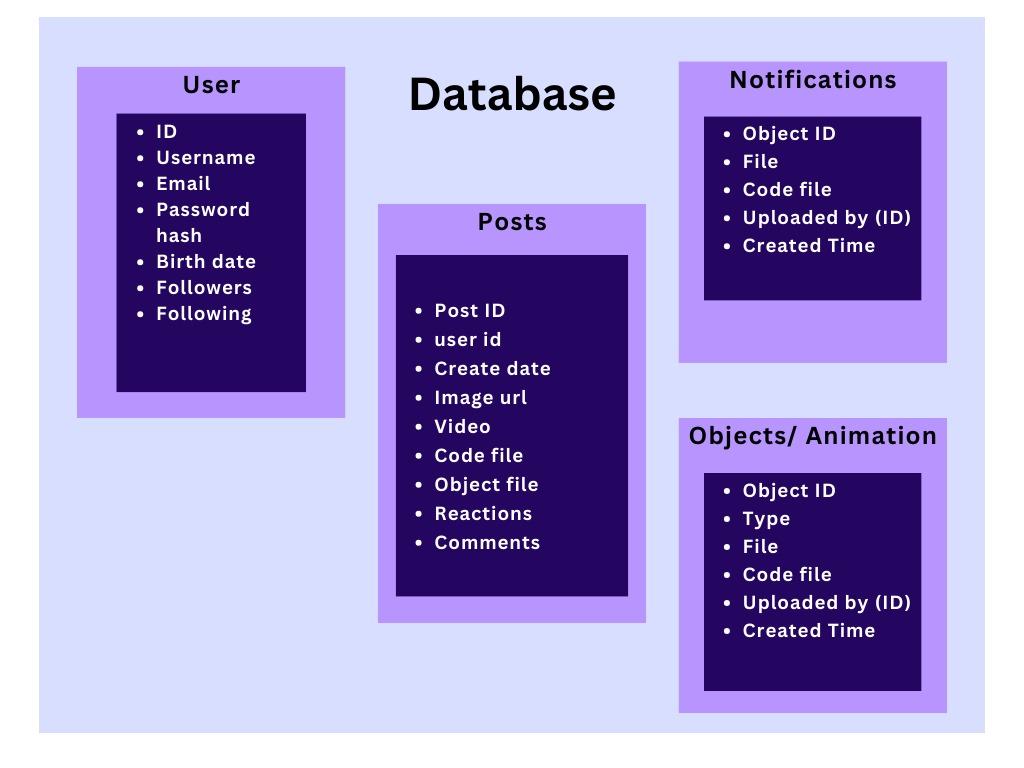 Database
User
• ID
• Username
• Email
• Password
hash
• Birth date
• Followers
• Following
Posts
• Post ID
• user id
• Create date
• Image url
• Video
• Code file
• Object file
• Reactions
• Comments
Notifications
• Object ID
• File
• Code file
• Uploaded by (ID)
• Created Time
Objects/ Animation
• Object ID
• Type
• File
• Code file
• Uploaded by (ID)
• Created Time